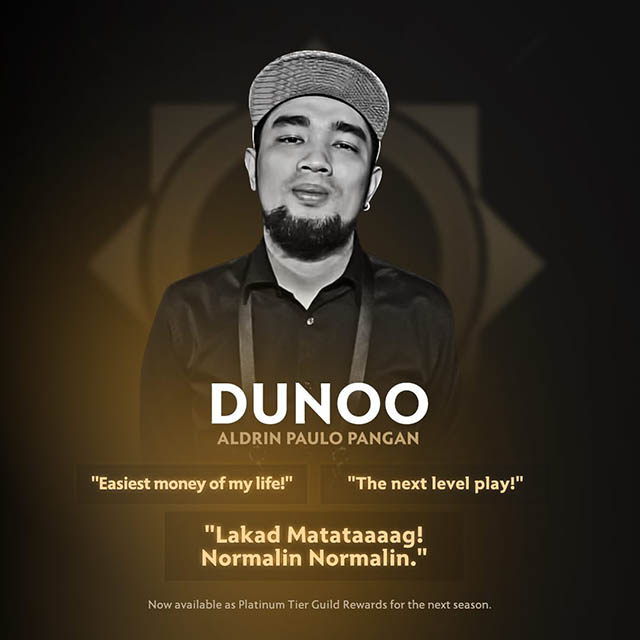 DUNOO
ALDRIN PAULO PANGAN
"Easiest money of my life!"
"The next level play!"
"Lakad Matataaaag!
Normalin Normalin."
Now available as Platinum Tier Guild Rewards for the next season.